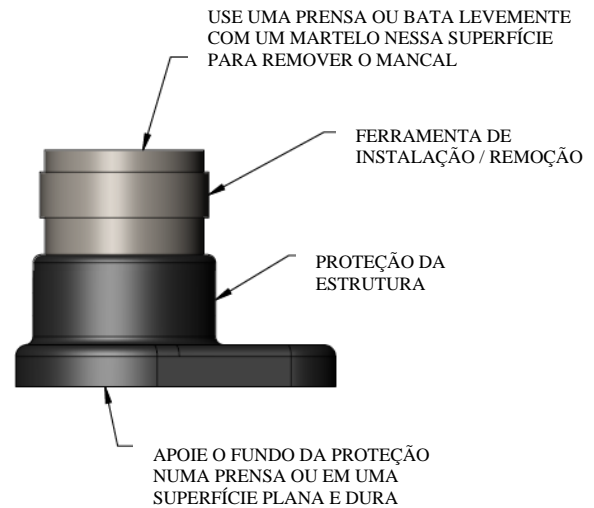 USE UMA PRENSA OU BATA LEVEMENTE
COM UM MARTELO NESSA SUPERFÍCIE
PARA REMOVER O MANCAL
FERRAMENTA DE
INSTALAÇÃO / REMOÇÃO
PROTEÇÃO DA
ESTRUTURA
APOIE O FUNDO DA PROTEÇÃO
NUMA PRENSA OU EM UMA
SUPERFÍCIE PLANA E DURA